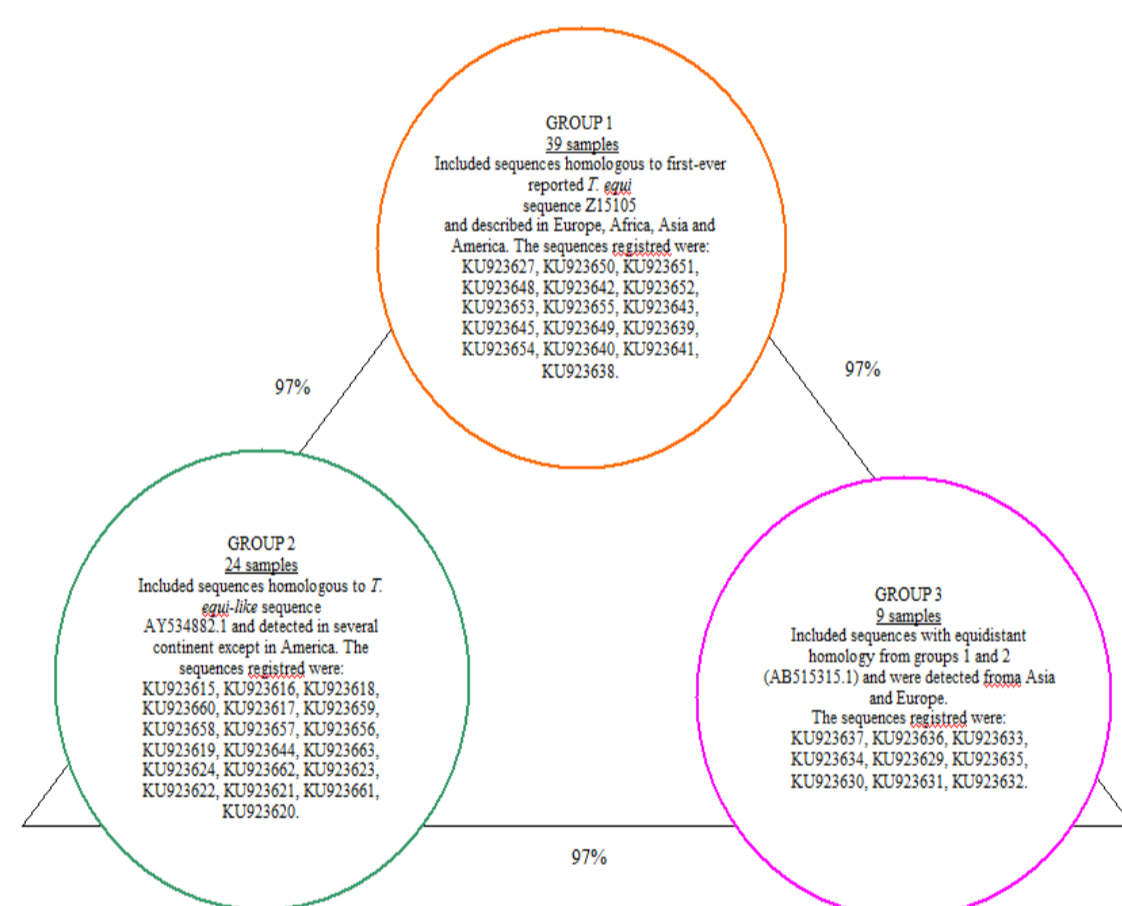 GROUP 1
39 samples
Included sequences homologous to first-ever
reported T. equi
sequence Z15105
and described in Europe, Africa, Asia and
America. The sequences registred were:
KU923627, KU923650, KU923651,
KU923648, KU923642, KU923652,
KU923653, KU923655, KU923643,
KU923645, KU923649, KU923639,
KU923654, KU923640, KU923641,
KU923638.
97%
97%
GROUP 2
24 samples
Included sequences homologous to T.
equi-like sequence
AY534882.1 and detected in several
continent except in America. The
sequences registred were:
KU923615, KU923616, KU923618,
KU923660, KU923617, KU923659,
KU923658, KU923657, KU923656,
KU923619, KU923644, KU923663,
KU923624, KU923662, KU923623,
KU923622, KU923621, KU923661,
KU923620.
GROUP 3
9 samples
Included sequences with equidistant
homology from groups 1 and 2
(AB515315.1) and were detected froma Asia
and Europe.
The sequences registred were:
KU923637, KU923636, KU923633,
KU923634, KU923629, KU923635,
KU923630, KU923631, KU923632.
97%